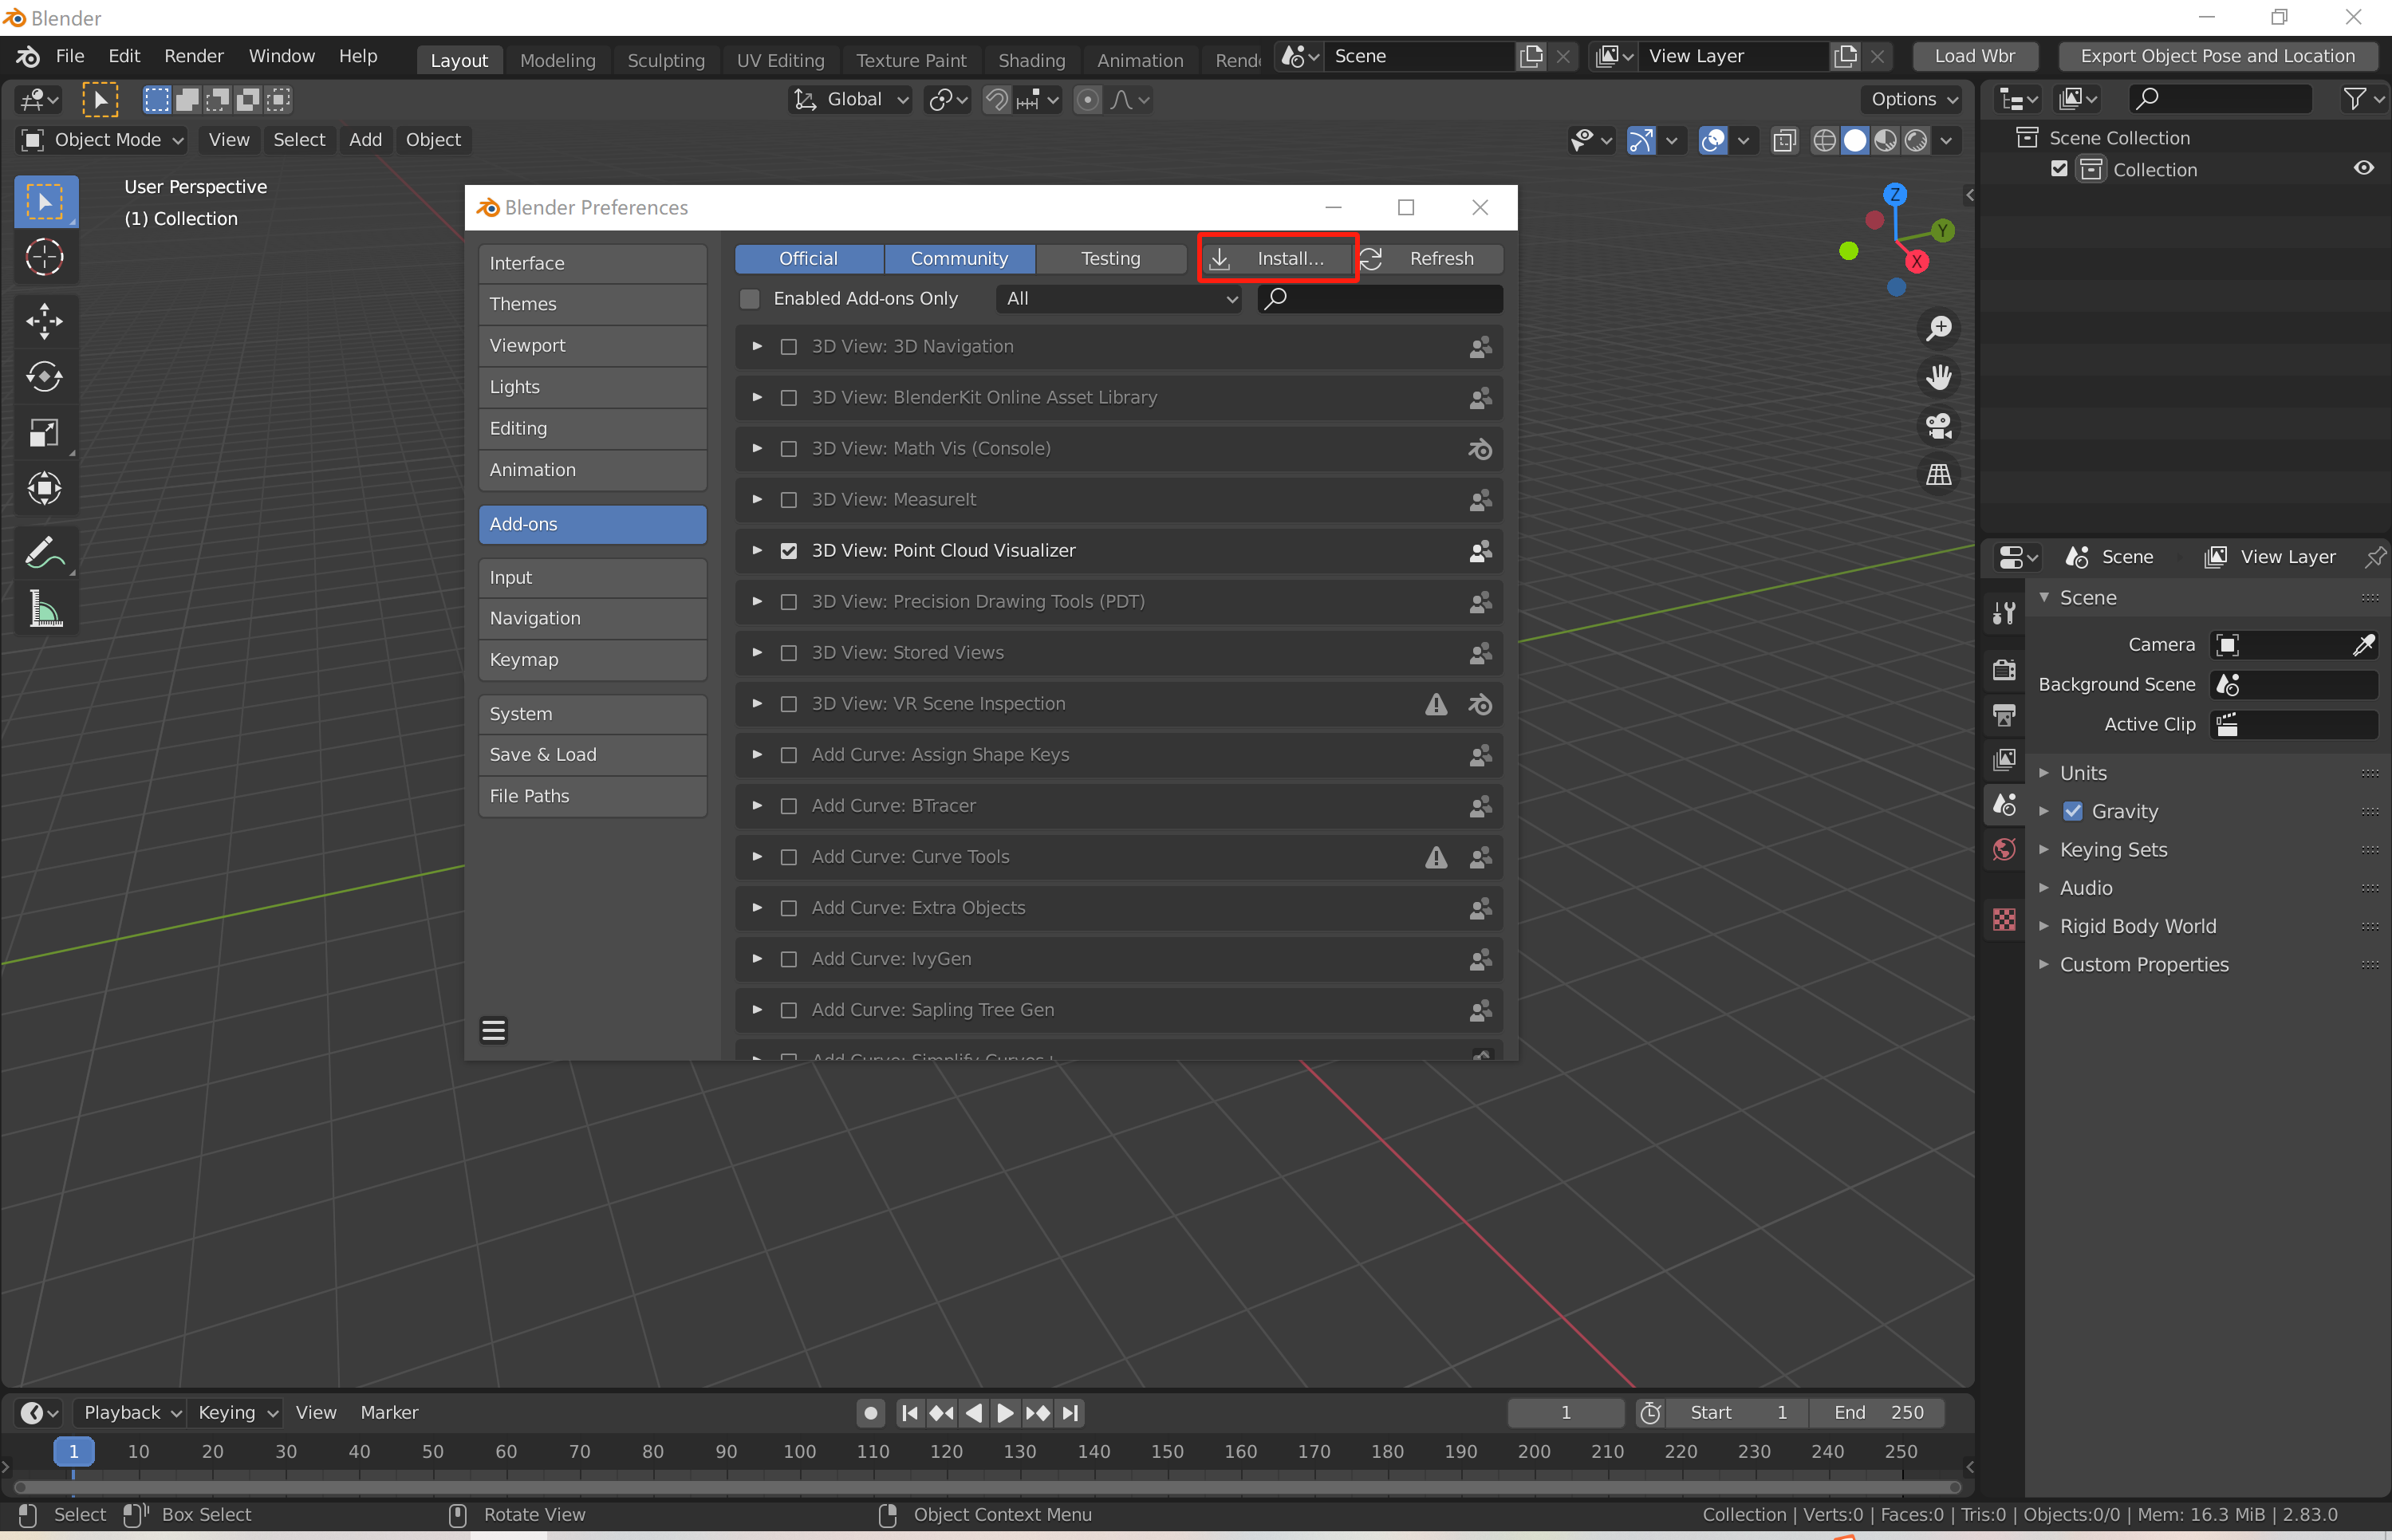 Blender
File Edit Render Window Help Layout Modeling Sculpting UV Editing Texture Paint Shading Animation Scene View Layer Load Wbr Export Object Pose and Location
Global Options
Object Mode View Select Add Object
User Perspective
(1) Collection
Z
Y
X
Scene Collection
Collection
Blender Preferences
Interface
Themes
Viewport
Lights
Editing
Animation
Add-ons
Input
Navigation
Keymap
System
Save & Load
File Paths
Official Community Testing Install... Refresh
Enabled Add-ons Only All
3D View: 3D Navigation
3D View: BlenderKit Online Asset Library
3D View: Math Vis (Console)
3D View: MeasureIt
3D View: Point Cloud Visualizer
3D View: Precision Drawing Tools (PDT)
3D View: Stored Views
3D View: VR Scene Inspection
Add Curve: Assign Shape Keys
Add Curve: BTracer
Add Curve: Curve Tools
Add Curve: Extra Objects
Add Curve: IvyGen
Add Curve: Sapling Tree Gen
Scene View Layer
Scene
Camera
Background Scene
Active Clip
Units
Gravity
Keying Sets
Audio
Rigid Body World
Custom Properties
Playback Keying View Marker 1 Start 1 End 250
1 10 20 30 40 50 60 70 80 90 100 110 120 130 140 150 160 170 180 190 200 210 220 230 240 250
Select Box Select Rotate View Object Context Menu Collection | Verts:0 | Faces:0 | Tris:0 | Objects:0/0 | Mem: 16.3 MiB | 2.83.0